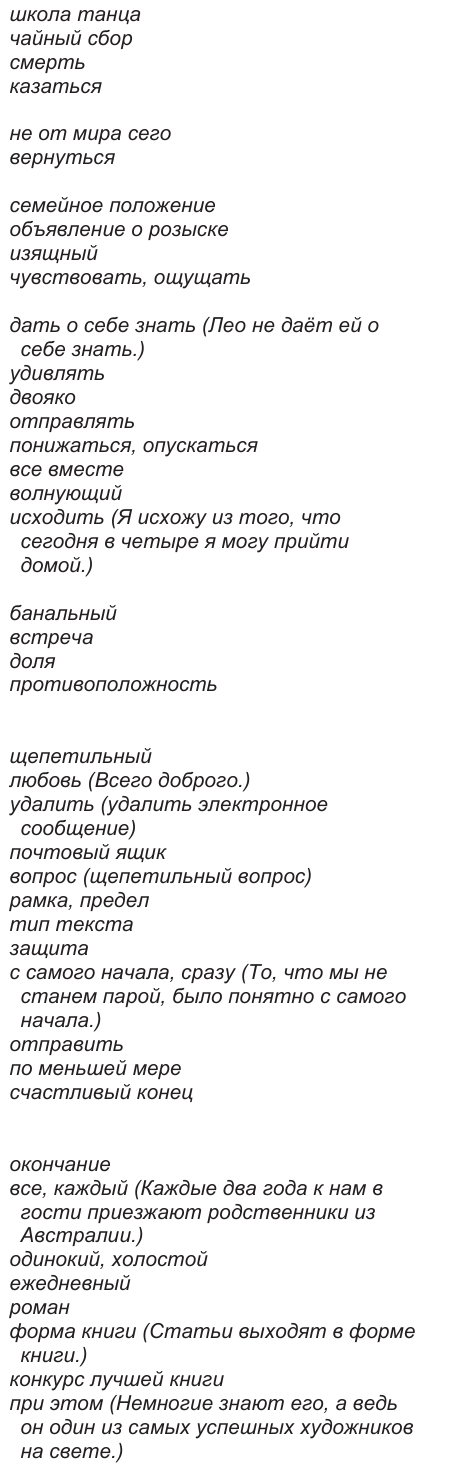 школа танца
чайный сбор
смерть
казаться
не от мира сего
вернуться
семейное положение
объявление о розыске
изящный
чувствовать, ощущать
дать о себе знать (Лео не даёт ей о
себе знать.)
удивлять
двояко
отправлять
понижаться, опускаться
все вместе
волнующий
исходить (Я исхожу из того, что
сегодня в четыре я могу прийти
домой.)
банальный
встреча
доля
противоположность
щепетильный
любовь (Всего доброго.)
удалить (удалить электронное
сообщение)
почтовый ящик
вопрос (щепетильный вопрос)
рамка, предел
тип текста
защита
с самого начала, сразу (То, что мы не
станем парой, было понятно с самого
начала.)
отправить
по меньшей мере
счастливый конец
окончание
все, каждый (Каждые два года к нам в
гости приезжают родственники из
Австралии.)
одинокий, холостой
ежедневный
роман
форма книги (Статьи выходят в форме
книги.)
конкурс лучшей книги
при этом (Немногие знают его, а ведь
он один из самых успешных художников
на свете.)